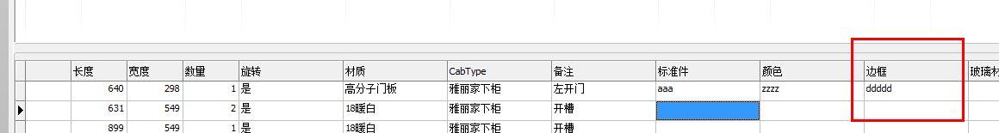 长度 宽度 数量 旋转 材质 CabType 备注 标准件 颜色 边框 玻璃材
640 298 1 是 高分子门板 雅丽家下柜 左开门 aaa zzzz ddddd
631 549 2 是 18暖白 雅丽家下柜 开槽
899 549 1 是 18暖白 雅丽家下柜 开槽